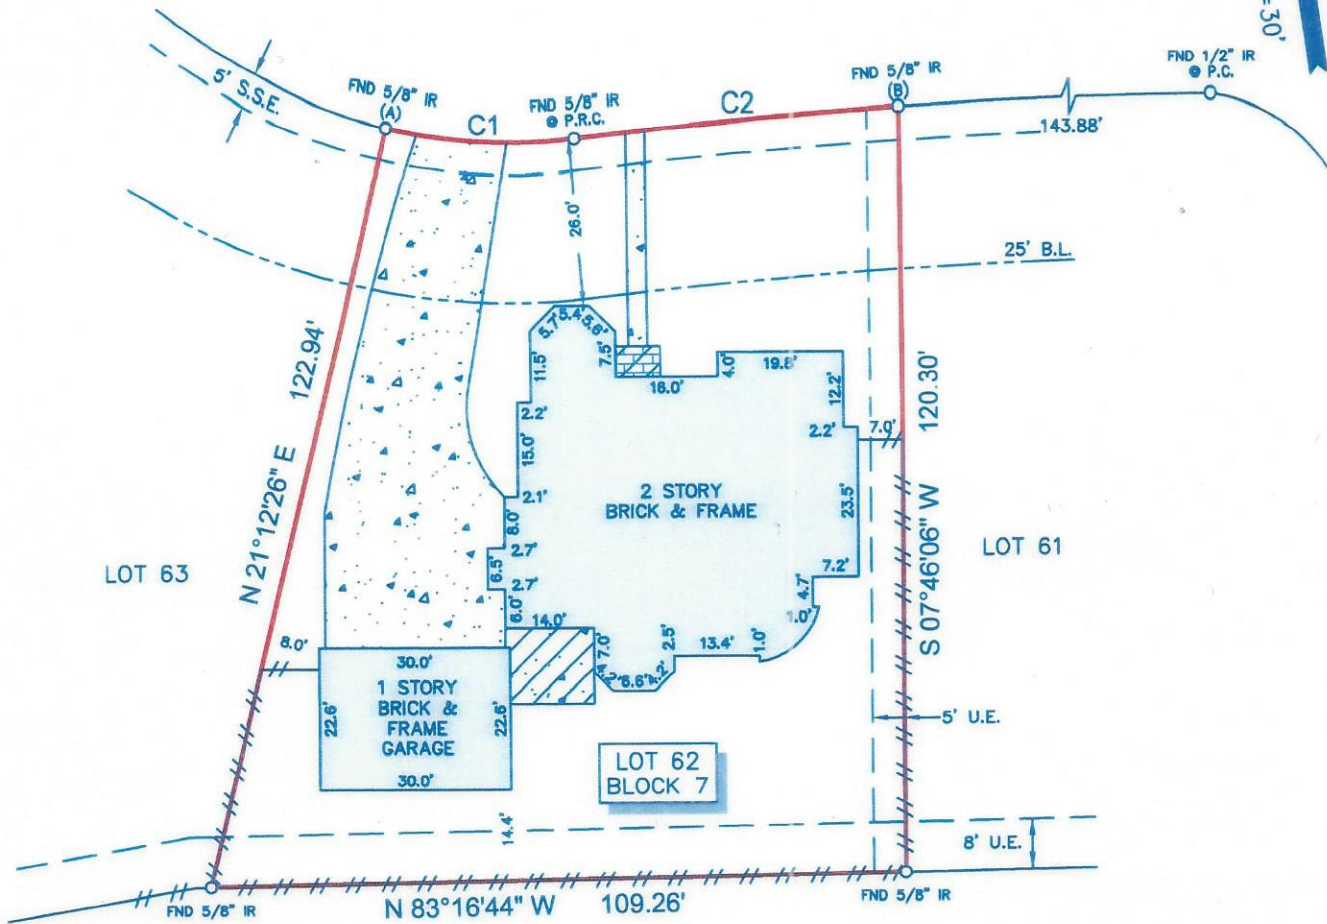 = 30'
5' S.S.E.
FND 5/8" IR
(A)
C1
FND 5/8" IR
@ P.R.C.
C2
FND 5/8" IR
(B)
FND 1/2" IR
@ P.C.
143.88'
26.0'
25' B.L.
5.7'
5.4'
5.6'
11.5'
7.5'
16.0'
4.0'
19.8'
12.2'
2.2'
7.0'
2.2'
15.0'
2.1'
8.0'
2.7'
6.5'
2.7'
6.0'
14.0'
2 STORY
BRICK & FRAME
23.5'
7.2'
4.7'
1.0'
1.0'
13.4'
2.5'
4.2'
6.6'
7.0'
N 21°12'26" E
122.94'
S 07°46'06" W
120.30'
LOT 63
LOT 61
8.0'
30.0'
1 STORY
BRICK &
FRAME
GARAGE
22.6'
22.6'
30.0'
LOT 62
BLOCK 7
5' U.E.
14.4'
8' U.E.
FND 5/8" IR
N 83°16'44" W
109.26'
FND 5/8" IR